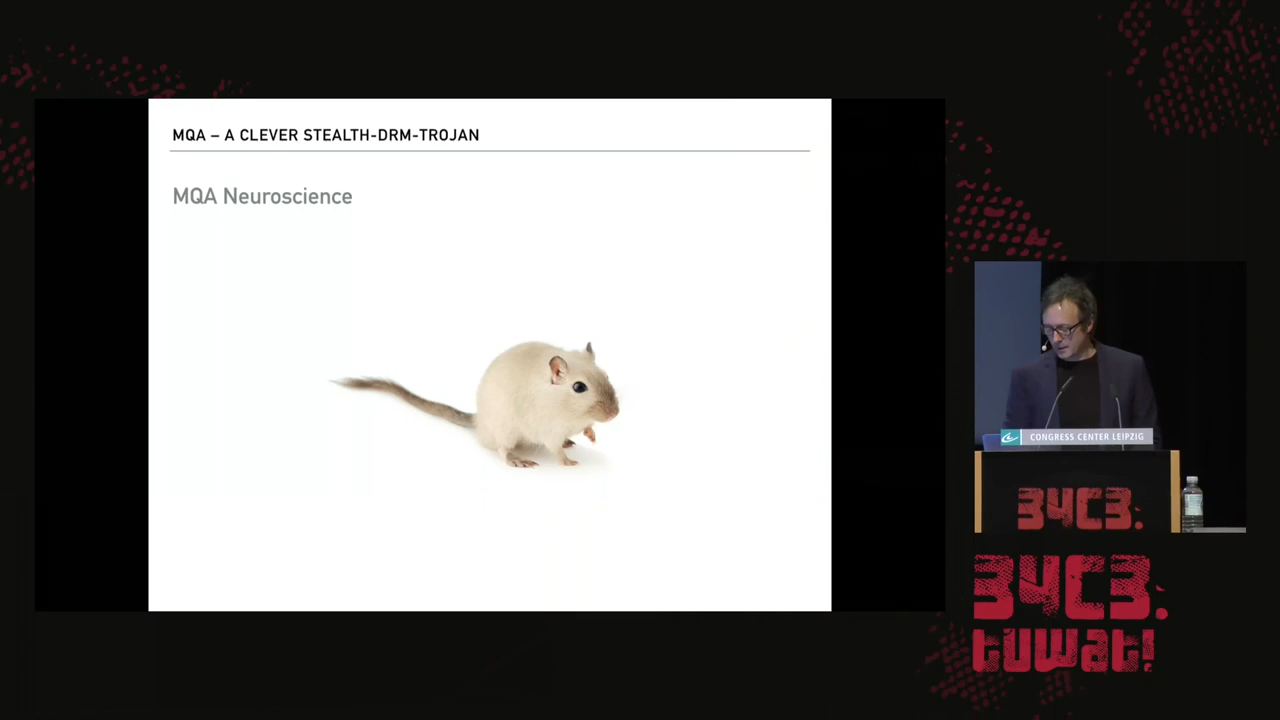 MQA – A CLEVER STEALTH-DRM-TROJAN
MQA Neuroscience
CONGRESS CENTER LEIPZIG
34C3.
34C3.
tuwat!